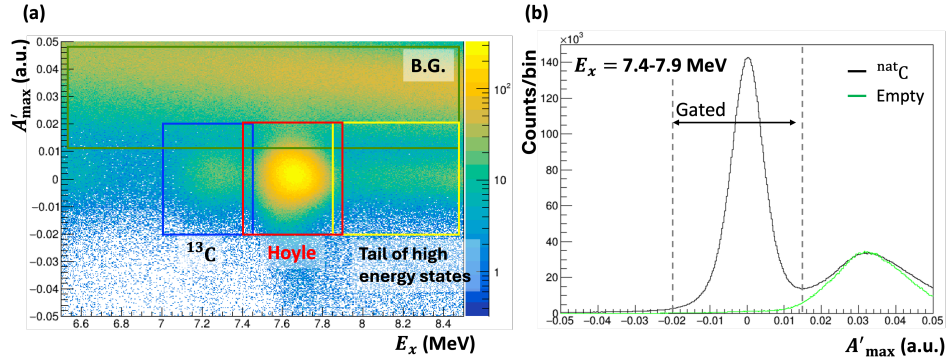 (a)
A′max (a.u.)
0.05
0.04
0.03
0.02
0.01
0
−0.01
−0.02
−0.03
−0.04
−0.05
B.G.
13C
Hoyle
Tail of high
energy states
10²
10
1
6.6 6.8 7 7.2 7.4 7.6 7.8 8 8.2 8.4
Ex (MeV)
(b)
Counts/bin
×10³
140
120
100
80
60
40
20
0
Ex = 7.4-7.9 MeV
natC
Empty
Gated
-0.05 -0.04 -0.03 -0.02 -0.01 0 0.01 0.02 0.03 0.04 0.05
A′max (a.u.)